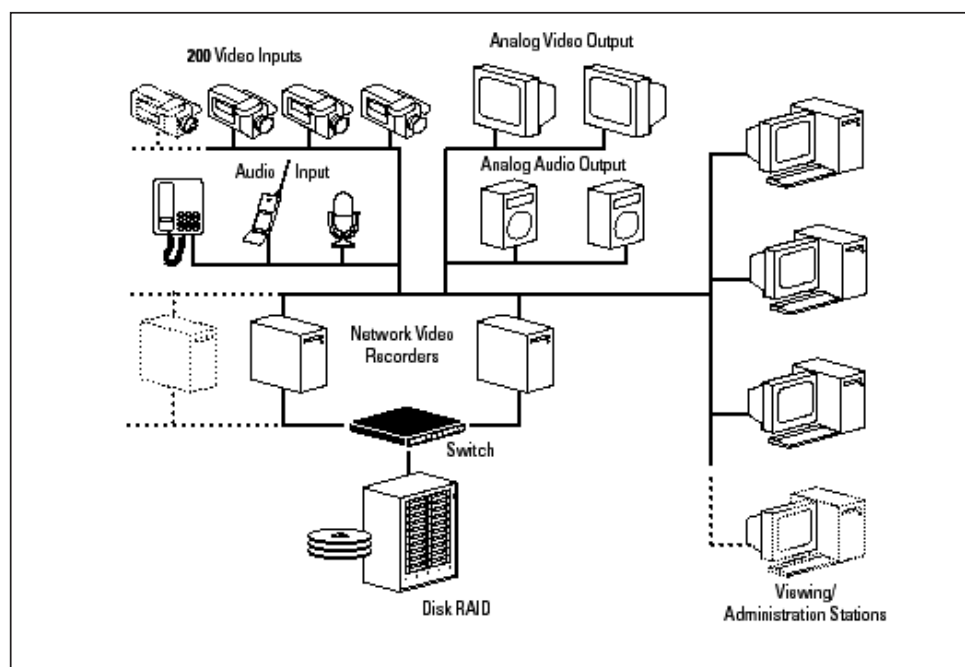 200 Video Inputs
Analog Video Output
Audio Input
Analog Audio Output
Network Video
Recorders
Switch
Disk RAID
Viewing/
Administration Stations